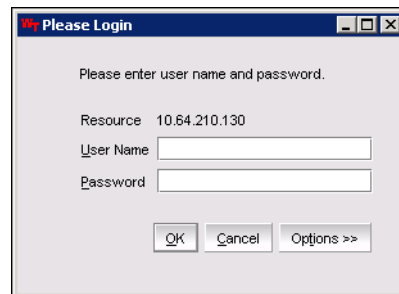 WT Please Login
Please enter user name and password.
Resource 10.64.210.130
User Name
Password
OK Cancel Options >>